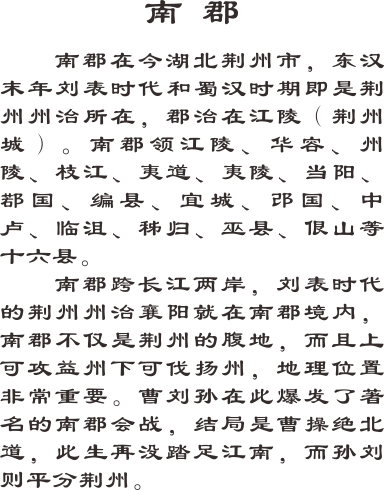 南 郡
南郡在今湖北荆州市，东汉
末年刘表时代和蜀汉时期即是荆
州州治所在，郡治在江陵（荆州
城）。南郡领江陵、华容、州
陵、枝江、夷道、夷陵、当阳、
鄀国、编县、宜城、邔国、中
卢、临沮、秭归、巫县、佷山等
十六县。
南郡跨长江两岸，刘表时代
的荆州州治襄阳就在南郡境内，
南郡不仅是荆州的腹地，而且上
可攻益州下可伐扬州，地理位置
非常重要。曹刘孙在此爆发了著
名的南郡会战，结局是曹操绝北
道，此生再没踏足江南，而孙刘
则平分荆州。